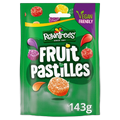 VEGAN
FRIENDLY
ROWNTREE'S
FRUIT
PASTILLES
143g